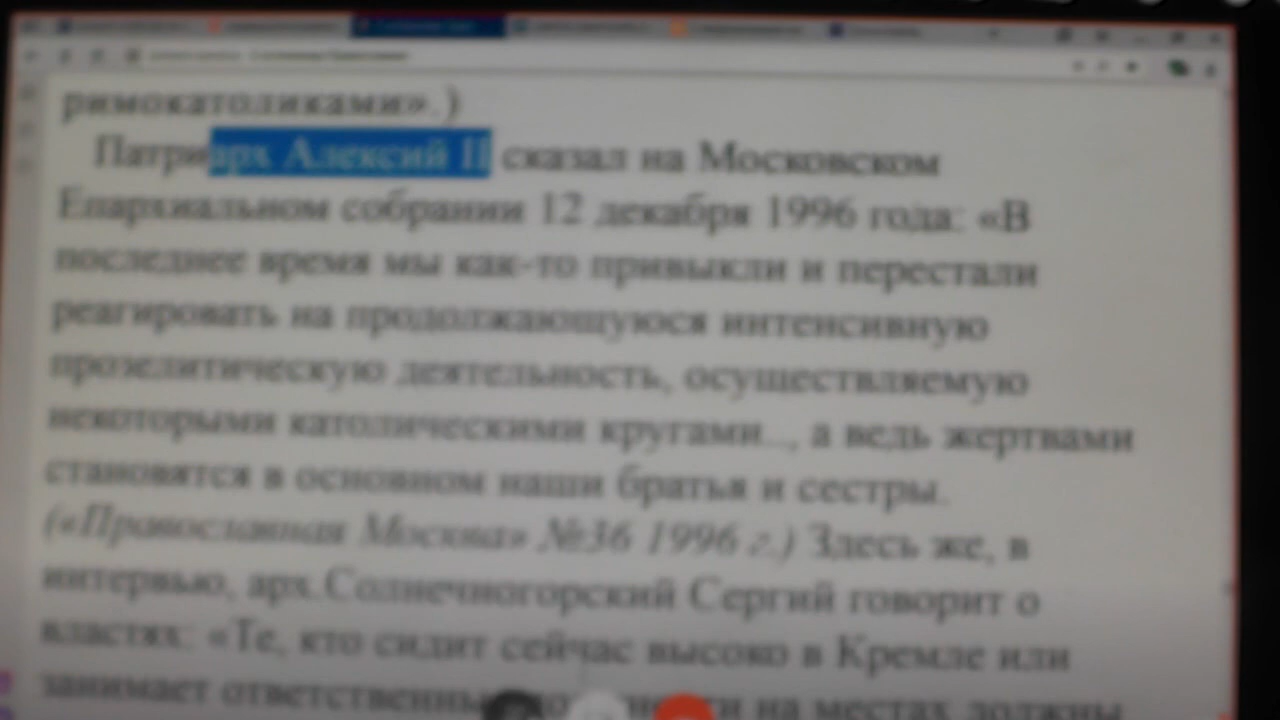 римокатоликами».)
Патриарх Алексий II сказал на Московском
Епархиальном собрании 12 декабря 1996 года: «В
последнее время мы как-то привыкли и перестали
реагировать на продолжающуюся интенсивную
прозелитическую деятельность, осуществляемую
некоторыми католическими кругами.., а ведь жертвами
становятся в основном наши братья и сестры.
(«Православная Москва» №36 1996 г.) Здесь же, в
интервью, арх.Солнечногорский Сергий говорит о
властях: «Те, кто сидит сейчас высоко в Кремле или
занимает на местах должны